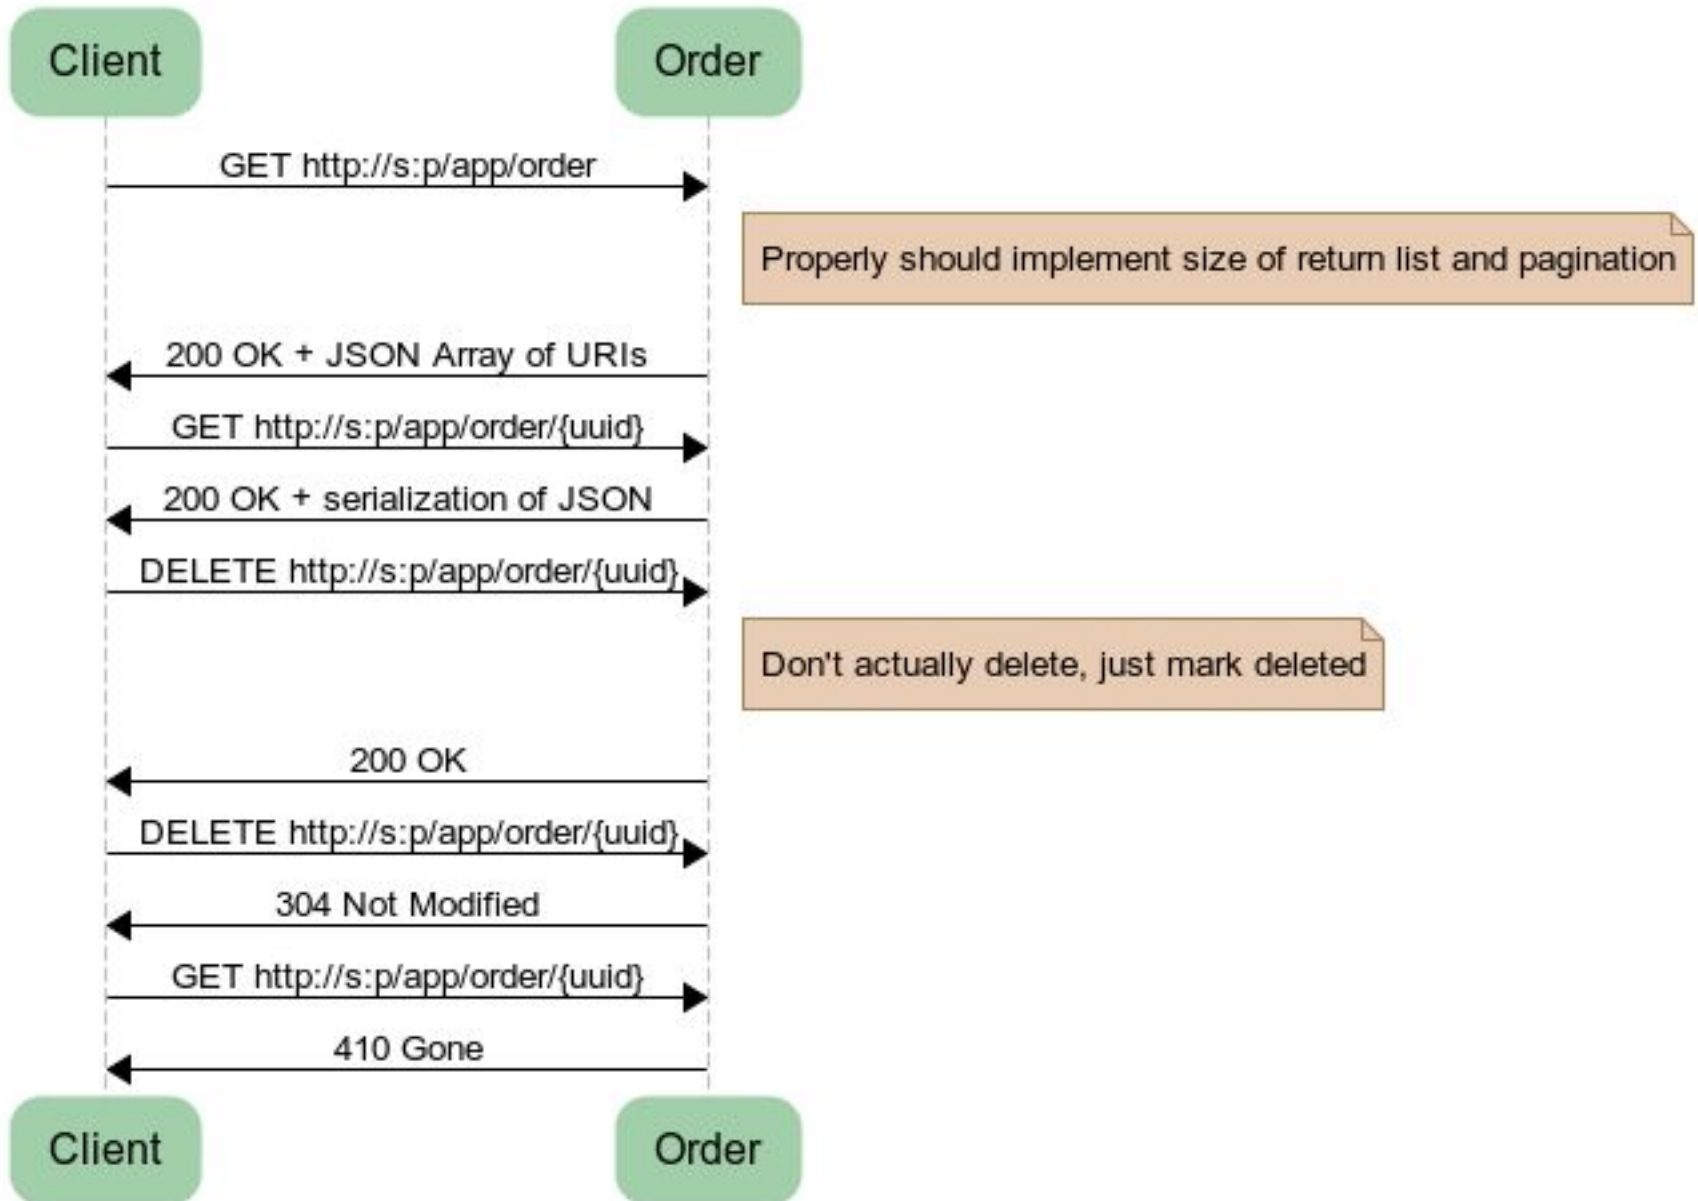 Client
Order
GET http://s:p/app/order
Properly should implement size of return list and pagination
200 OK + JSON Array of URIs
GET http://s:p/app/order/{uuid}
200 OK + serialization of JSON
DELETE http://s:p/app/order/{uuid}
Don't actually delete, just mark deleted
200 OK
DELETE http://s:p/app/order/{uuid}
304 Not Modified
GET http://s:p/app/order/{uuid}
410 Gone
Client
Order